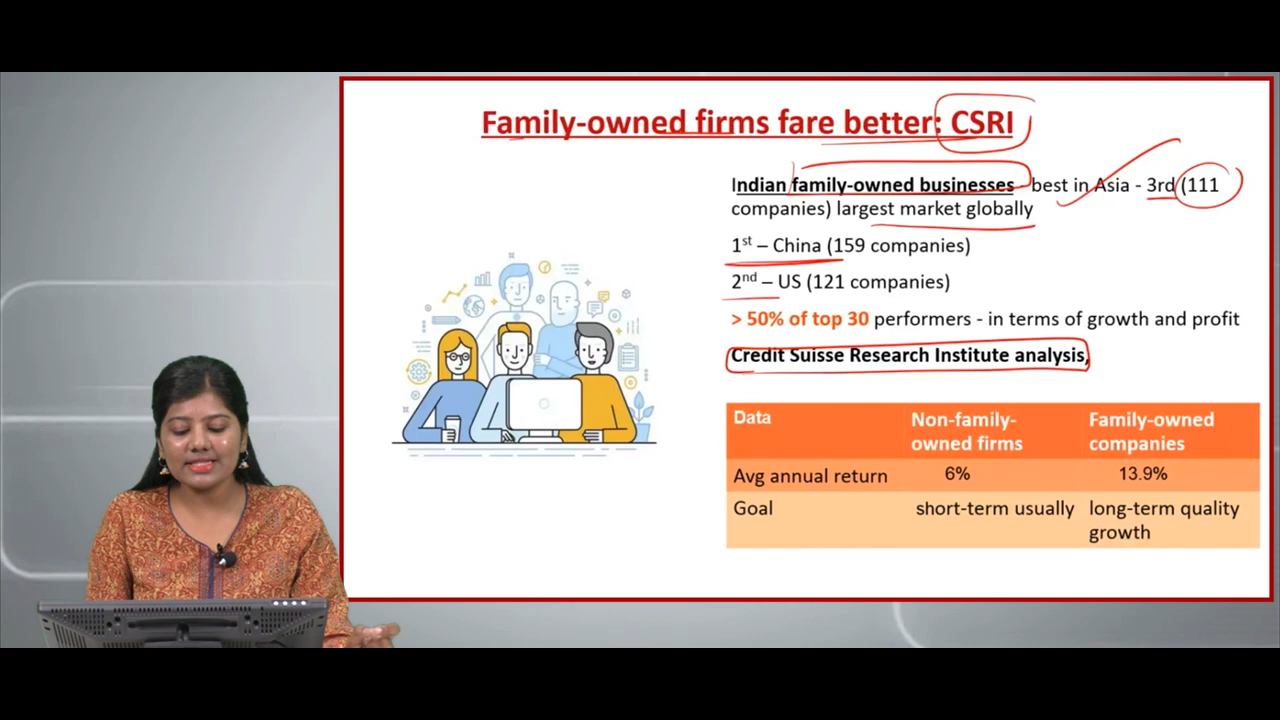 Family-owned firms fare better: CSRI
Indian family-owned businesses - best in Asia - 3rd (111
companies) largest market globally
1st – China (159 companies)
2nd – US (121 companies)
> 50% of top 30 performers - in terms of growth and profit
Credit Suisse Research Institute analysis,
Data
Non-family-owned firms
Family-owned companies
Avg annual return 6% 13.9%
Goal short-term usually long-term quality growth